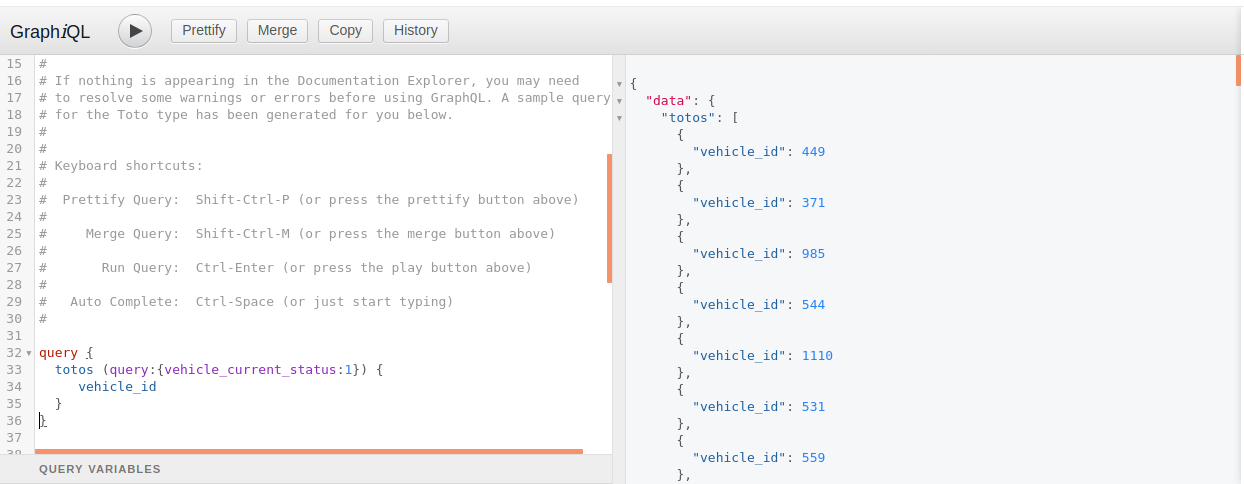 GraphiQL
Prettify
Merge
Copy
History
15 #
16 # If nothing is appearing in the Documentation Explorer, you may need
17 # to resolve some warnings or errors before using GraphQL. A sample query
18 # for the Toto type has been generated for you below.
19 #
20 #
21 # Keyboard shortcuts:
22 #
23 #  Prettify Query:  Shift-Ctrl-P (or press the prettify button above)
24 #
25 #     Merge Query:  Shift-Ctrl-M (or press the merge button above)
26 #
27 #       Run Query:  Ctrl-Enter (or press the play button above)
28 #
29 #   Auto Complete:  Ctrl-Space (or just start typing)
30 #
31
32 query {
33   totos (query:{vehicle_current_status:1}) {
34      vehicle_id
35   }
36 }
37
38
QUERY VARIABLES
{
  "data": {
    "totos": [
      {
        "vehicle_id": 449
      },
      {
        "vehicle_id": 371
      },
      {
        "vehicle_id": 985
      },
      {
        "vehicle_id": 544
      },
      {
        "vehicle_id": 1110
      },
      {
        "vehicle_id": 531
      },
      {
        "vehicle_id": 559
      },